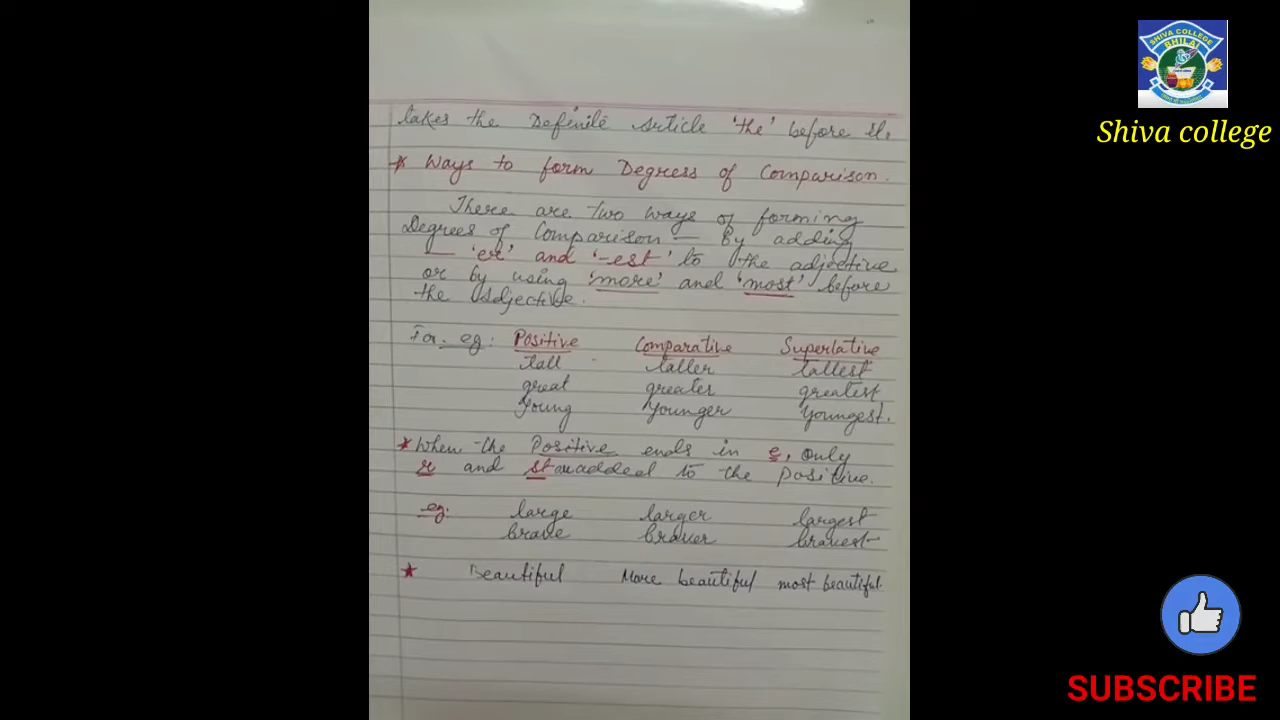 takes the Definite Article 'the' before it.
* Ways to form Degrees of Comparison.
There are two ways of forming
Degrees of Comparison — By adding
— 'er' and '-est' to the adjective
or by using 'more' and 'most' before
the Adjective.
For eg: Positive Comparative Superlative
tall taller tallest
great greater greatest
Young Younger Youngest.
* When the Positive ends in e, only
r and st are added to the positive.
eg: large larger largest
brave braver bravest
★ Beautiful More beautiful most beautiful.
SHIVA COLLEGE
BHILAI
Shiva college
SUBSCRIBE